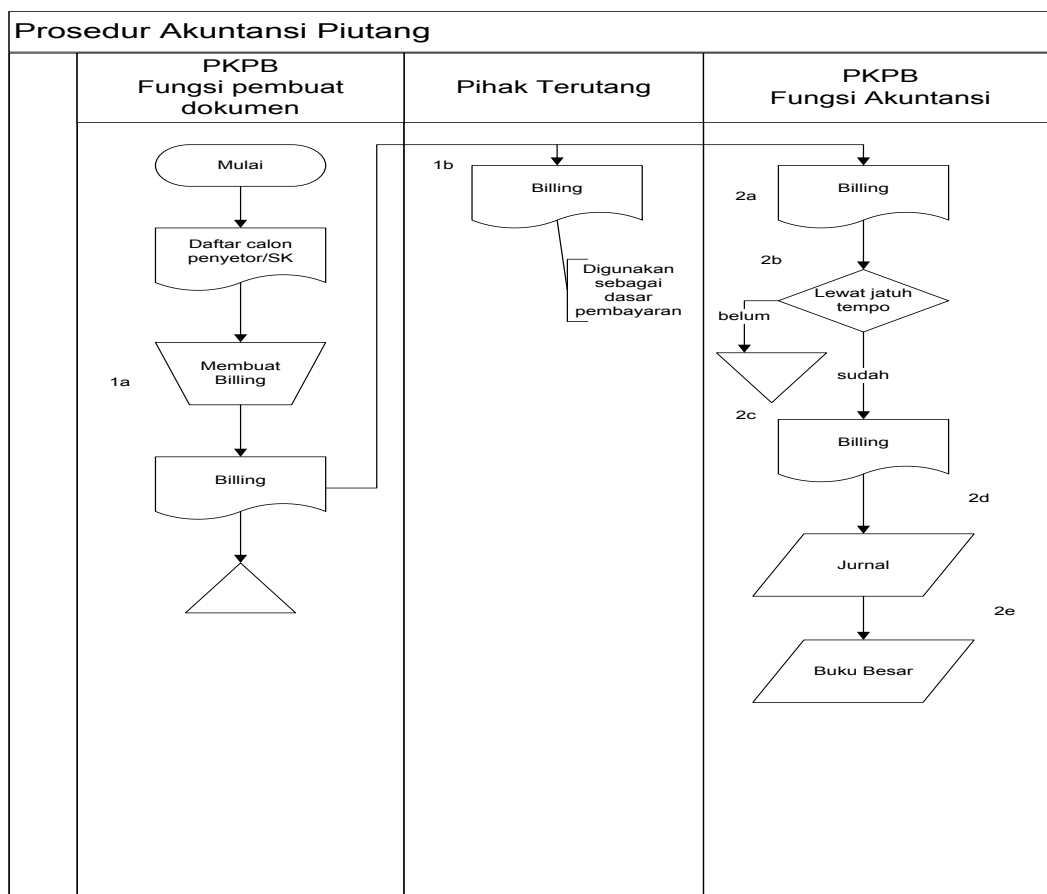 Prosedur Akuntansi Piutang
PKPB
Fungsi pembuat
dokumen
Pihak Terutang
PKPB
Fungsi Akuntansi
Mulai
Daftar calon
penyetor/SK
1a
Membuat
Billing
Billing
1b
Billing
Digunakan
sebagai
dasar
pembayaran
2a
Billing
2b
Lewat jatuh
tempo
belum
sudah
2c
Billing
2d
Jurnal
2e
Buku Besar